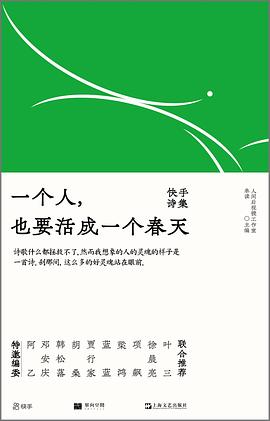 一个人，
也要活成一个春天
快手
诗集
人间后视镜工作室
单读 主编
诗歌什么都拯救不了，然而我想象的人的灵魂的样子是
一首诗。刹那间，这么多的好灵魂站在眼前。
联合推荐
叶三
徐晨亮
项飙
梁鸿
蓝蓝
贾行家
胡桑
韩松落
邓安庆
阿乙
特邀编委
快手
单向空间
上海文艺出版社